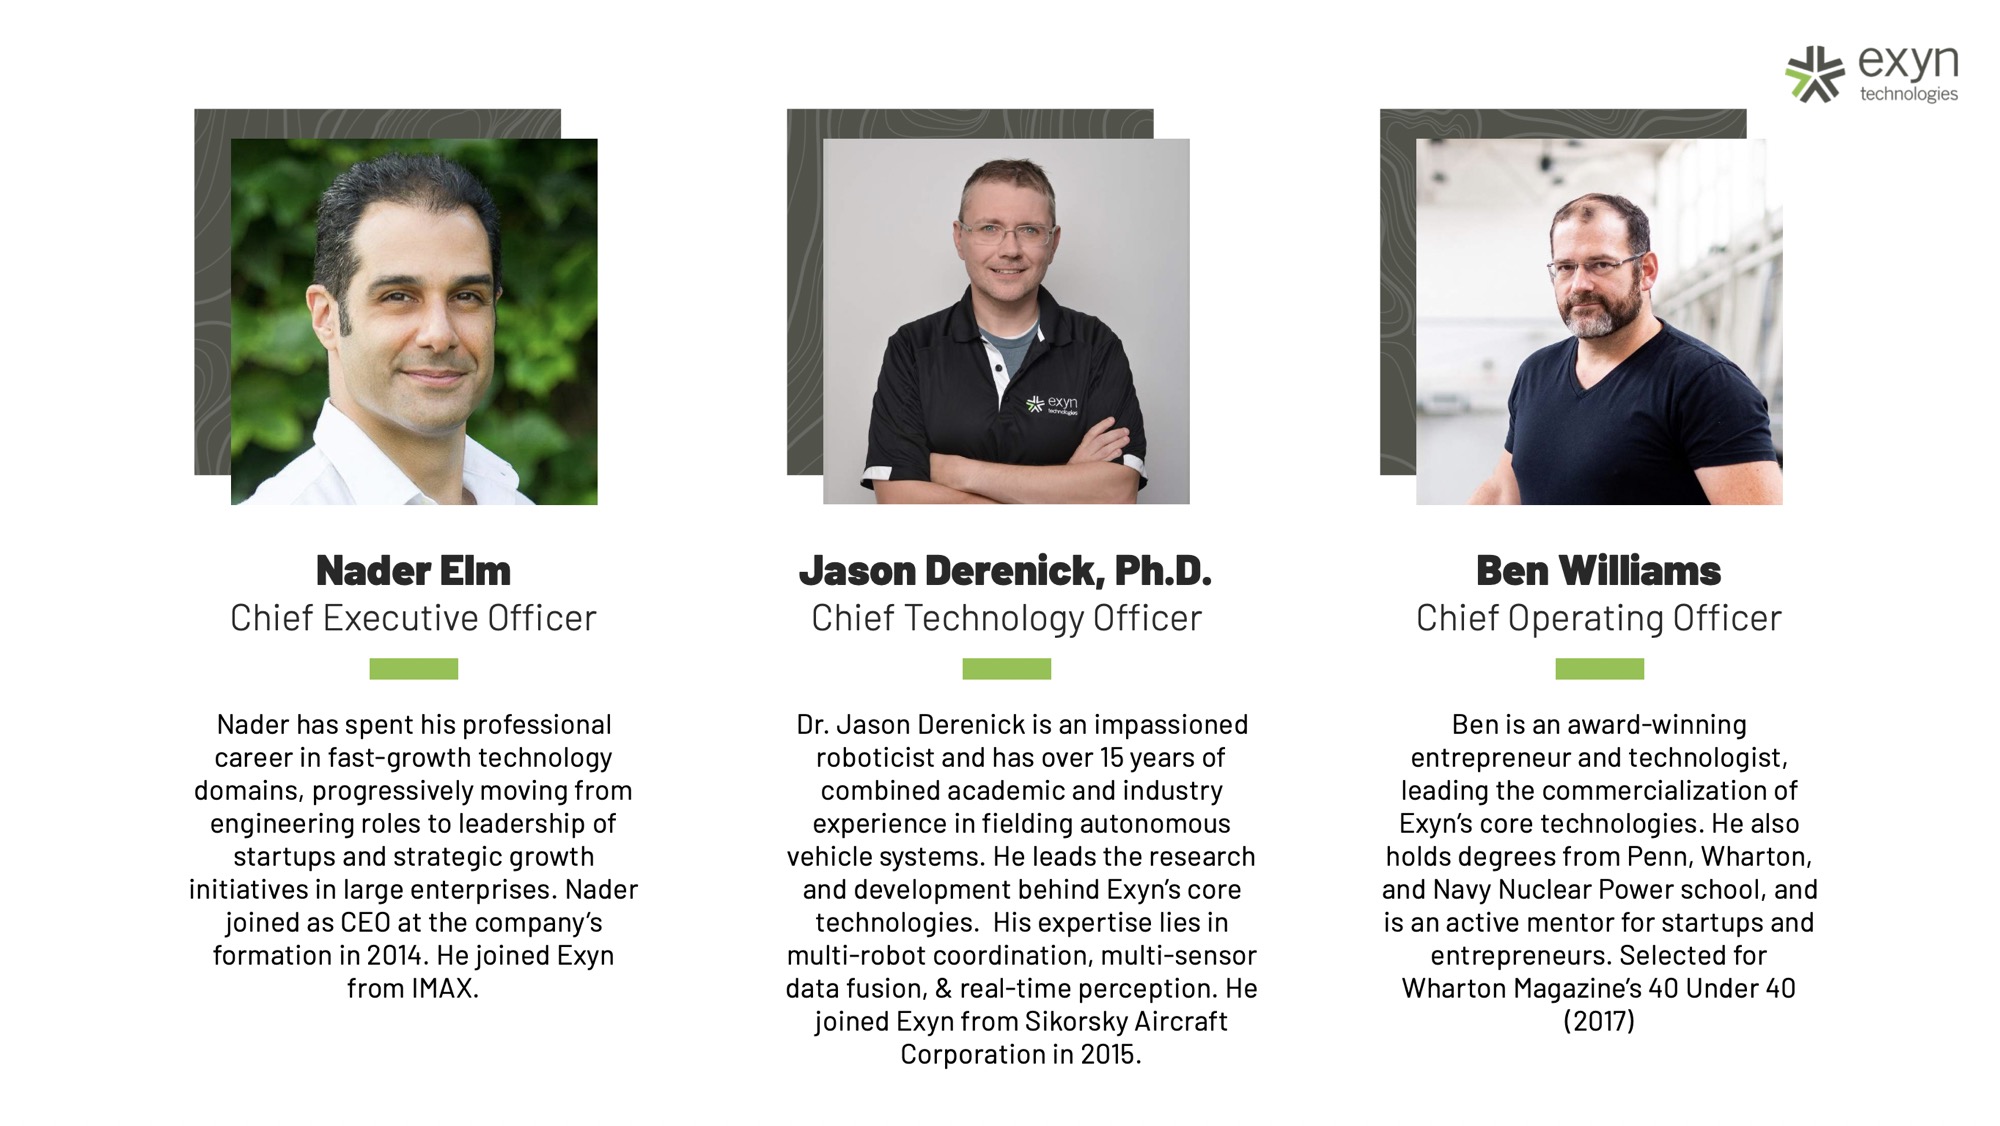 exyn
technologies
exyn
technologies
Nader Elm
Chief Executive Officer
Nader has spent his professional
career in fast-growth technology
domains, progressively moving from
engineering roles to leadership of
startups and strategic growth
initiatives in large enterprises. Nader
joined as CEO at the company's
formation in 2014. He joined Exyn
from IMAX.
Jason Derenick, Ph.D.
Chief Technology Officer
Dr. Jason Derenick is an impassioned
roboticist and has over 15 years of
combined academic and industry
experience in fielding autonomous
vehicle systems. He leads the research
and development behind Exyn's core
technologies.  His expertise lies in
multi-robot coordination, multi-sensor
data fusion, & real-time perception. He
joined Exyn from Sikorsky Aircraft
Corporation in 2015.
Ben Williams
Chief Operating Officer
Ben is an award-winning
entrepreneur and technologist,
leading the commercialization of
Exyn's core technologies. He also
holds degrees from Penn, Wharton,
and Navy Nuclear Power school, and
is an active mentor for startups and
entrepreneurs. Selected for
Wharton Magazine's 40 Under 40
(2017)